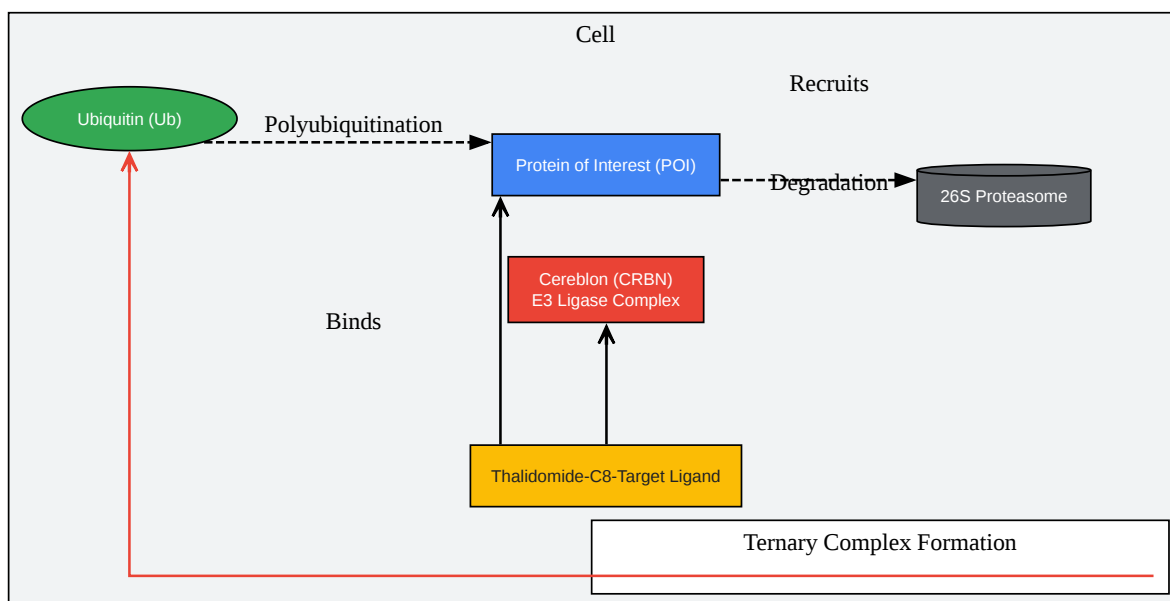 Cell
Recruits
Ubiquitin (Ub)
Polyubiquitination
Protein of Interest (POI)
Degradation
26S Proteasome
Cereblon (CRBN)
E3 Ligase Complex
Binds
Thalidomide-C8-Target Ligand
Ternary Complex Formation